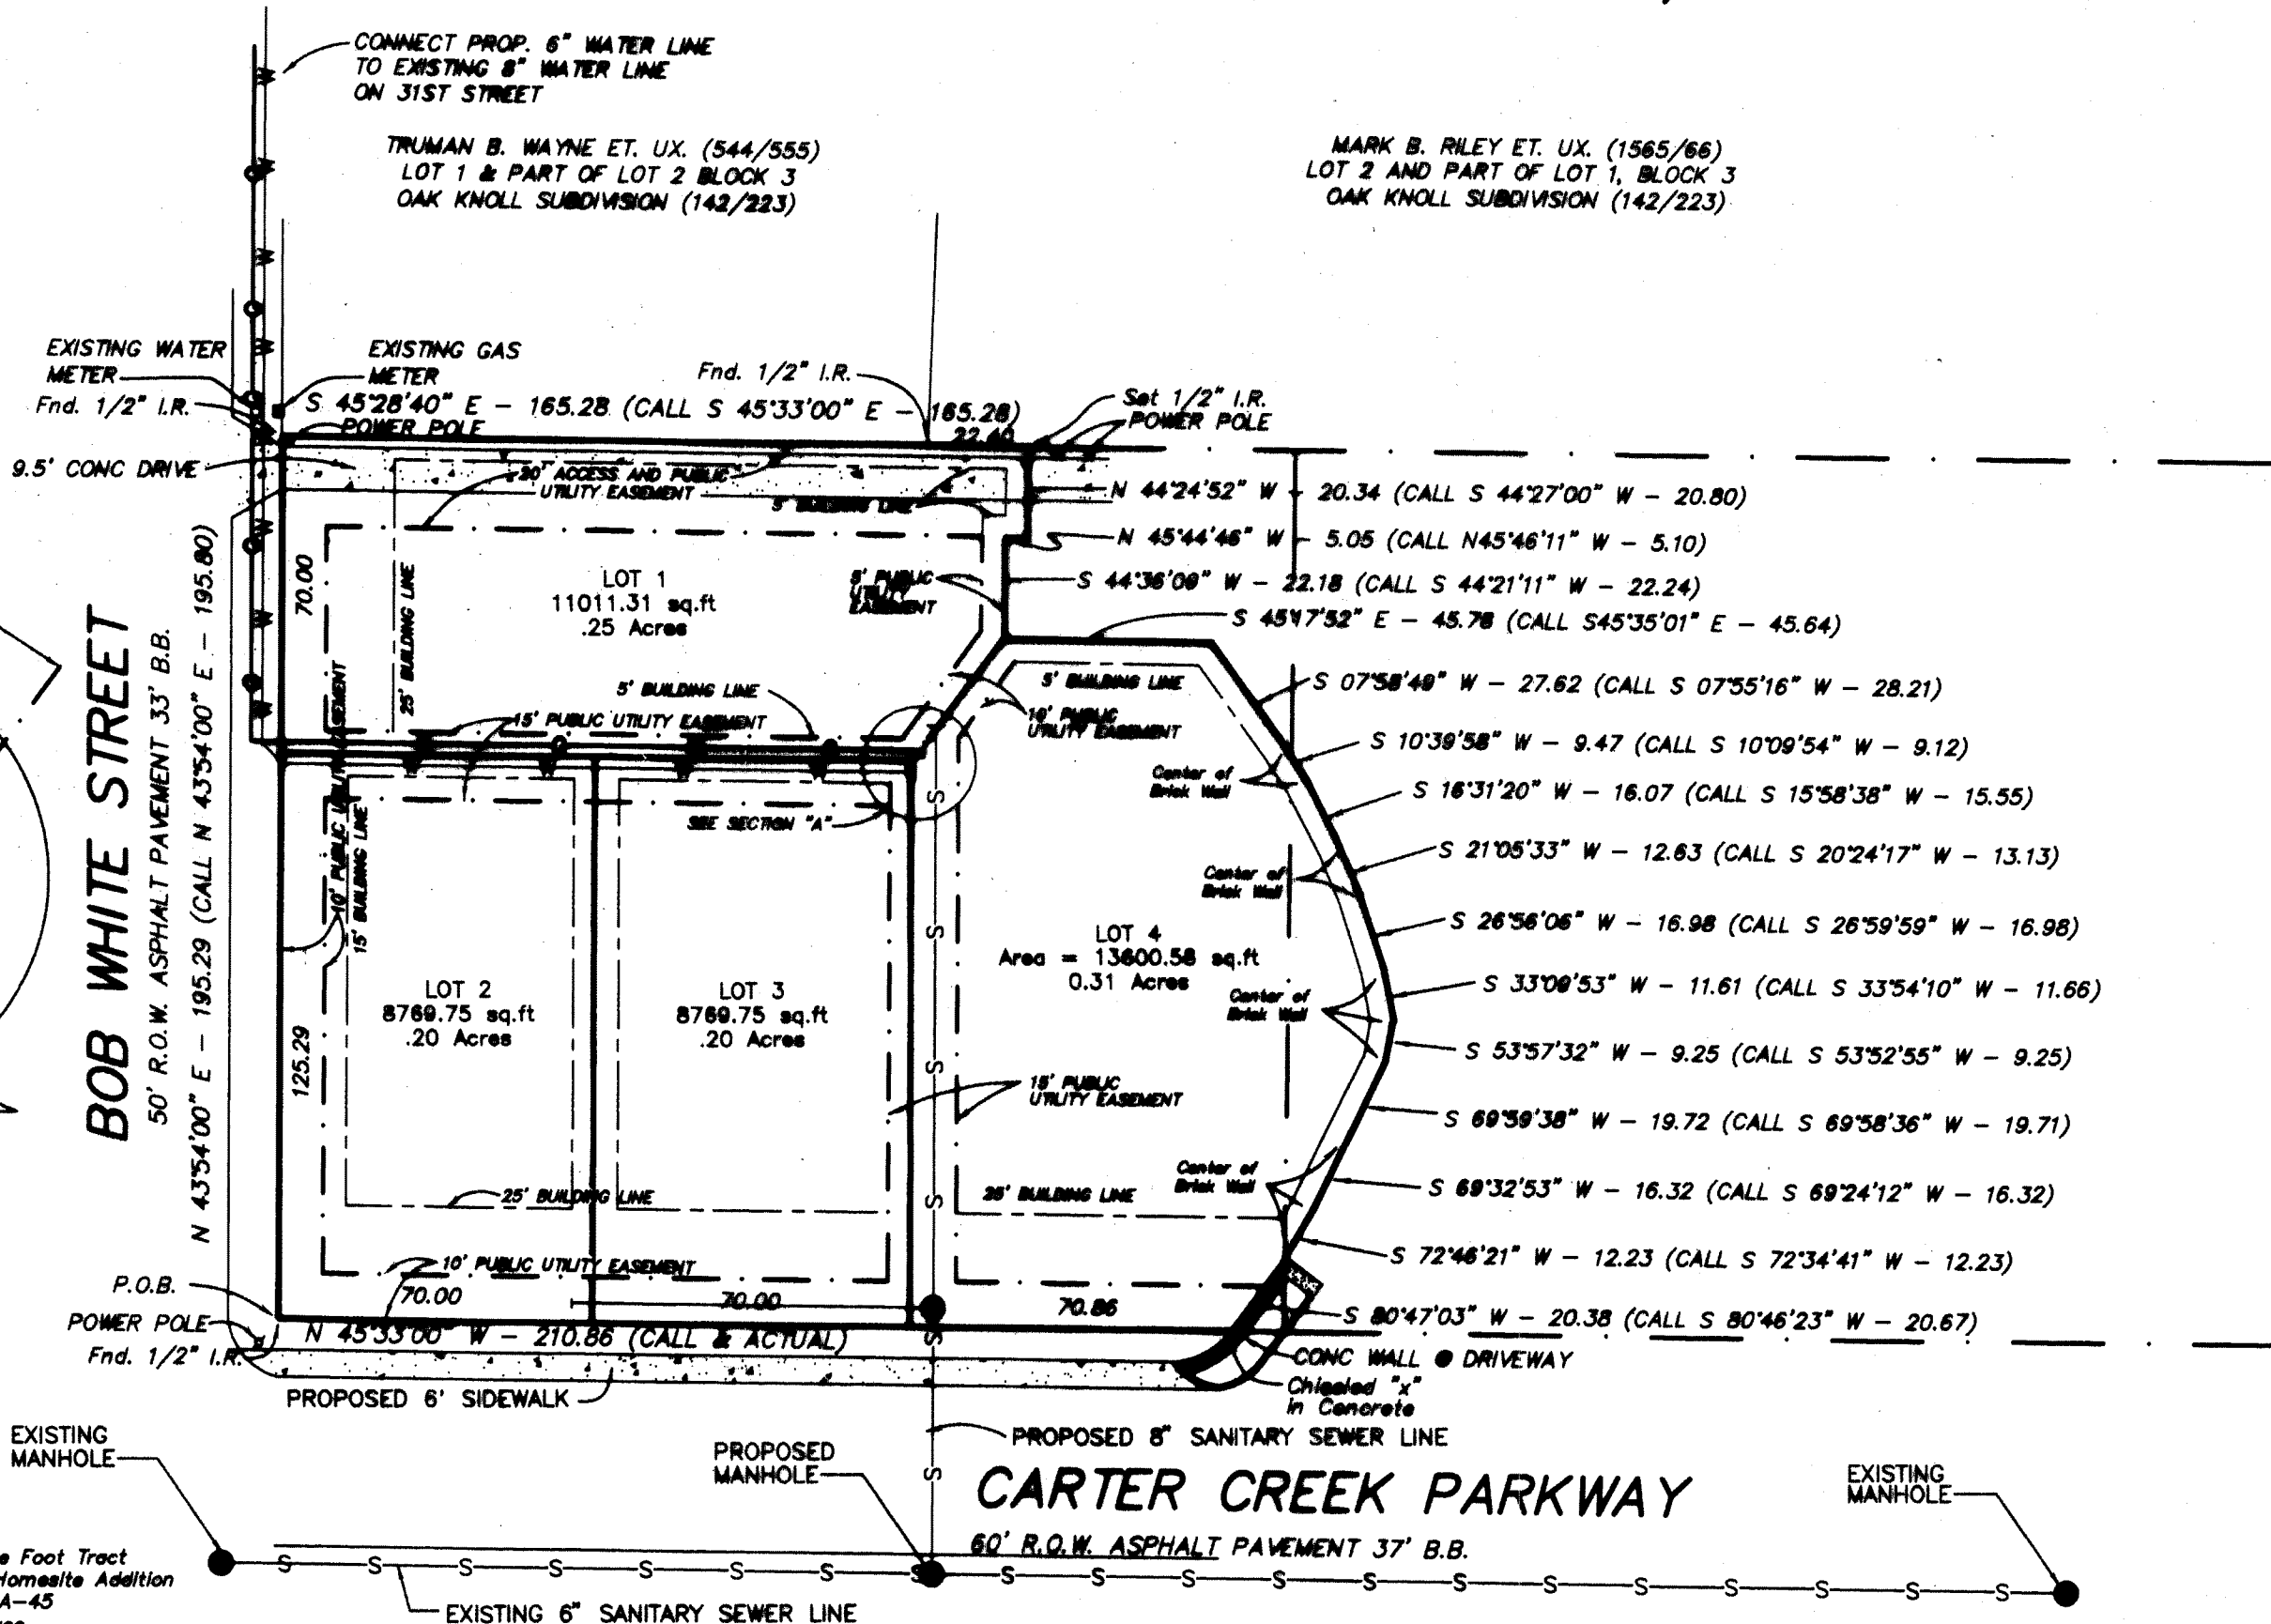 CONNECT PROP. 6" WATER LINE
TO EXISTING 8" WATER LINE
ON 31ST STREET
TRUMAN B. WAYNE ET. UX. (544/555)
LOT 1 & PART OF LOT 2 BLOCK 3
OAK KNOLL SUBDIVISION (142/223)
MARK B. RILEY ET. UX. (1565/66)
LOT 2 AND PART OF LOT 1, BLOCK 3
OAK KNOLL SUBDIVISION (142/223)
EXISTING WATER
METER
Fnd. 1/2" I.R.
EXISTING GAS
METER
Fnd. 1/2" I.R.
S 45°28'40" E - 165.28 (CALL S 45°33'00" E - 165.28)
22.40
POWER POLE
Set 1/2" I.R.
POWER POLE
9.5' CONC DRIVE
20' ACCESS AND PUBLIC
UTILITY EASEMENT
5' BUILDING LINE
N 44°24'52" W - 20.34 (CALL S 44°27'00" W - 20.80)
N 45°44'46" W - 5.05 (CALL N45°46'11" W - 5.10)
S 44°36'09" W - 22.18 (CALL S 44°21'11" W - 22.24)
S 45°17'52" E - 45.78 (CALL S45°35'01" E - 45.64)
S 07°58'49" W - 27.62 (CALL S 07°55'16" W - 28.21)
S 10°39'58" W - 9.47 (CALL S 10°09'54" W - 9.12)
S 16°31'20" W - 16.07 (CALL S 15°58'38" W - 15.55)
S 21°05'33" W - 12.63 (CALL S 20°24'17" W - 13.13)
S 26°56'06" W - 16.98 (CALL S 26°59'59" W - 16.98)
S 33°09'53" W - 11.61 (CALL S 33°54'10" W - 11.66)
S 53°57'32" W - 9.25 (CALL S 53°52'55" W - 9.25)
S 69°59'38" W - 19.72 (CALL S 69°58'36" W - 19.71)
S 69°32'53" W - 16.32 (CALL S 69°24'12" W - 16.32)
S 72°46'21" W - 12.23 (CALL S 72°34'41" W - 12.23)
S 80°47'03" W - 20.38 (CALL S 80°46'23" W - 20.67)
70.00
25' BUILDING LINE
LOT 1
11011.31 sq.ft
.25 Acres
5' PUBLIC
UTILITY
EASEMENT
5' BUILDING LINE
15' PUBLIC UTILITY EASEMENT
5' BUILDING LINE
10' PUBLIC
UTILITY EASEMENT
BOB WHITE STREET
50' R.O.W. ASPHALT PAVEMENT 33' B.B.
N 43°54'00" E - 195.29 (CALL N 43°54'00" E - 195.80)
10' PUBLIC UTILITY EASEMENT
15' BUILDING LINE
SEE SECTION "A"
Center of
Brick Wall
Center of
Brick Wall
Center of
Brick Wall
Center of
Brick Wall
LOT 2
8769.75 sq.ft
.20 Acres
LOT 3
8769.75 sq.ft
.20 Acres
LOT 4
Area = 13600.58 sq.ft
0.31 Acres
125.29
15' PUBLIC
UTILITY EASEMENT
25' BUILDING LINE
25' BUILDING LINE
10' PUBLIC UTILITY EASEMENT
70.00
70.00
70.86
P.O.B.
POWER POLE
Fnd. 1/2" I.R.
N 45°33'00" W - 210.86 (CALL & ACTUAL)
PROPOSED 6' SIDEWALK
CONC WALL @ DRIVEWAY
Chiseled "x"
in Concrete
EXISTING
MANHOLE
PROPOSED
MANHOLE
PROPOSED 8" SANITARY SEWER LINE
CARTER CREEK PARKWAY
60' R.O.W. ASPHALT PAVEMENT 37' B.B.
EXISTING
MANHOLE
EXISTING 6" SANITARY SEWER LINE
Foot Tract
Homesite Addition
A-45